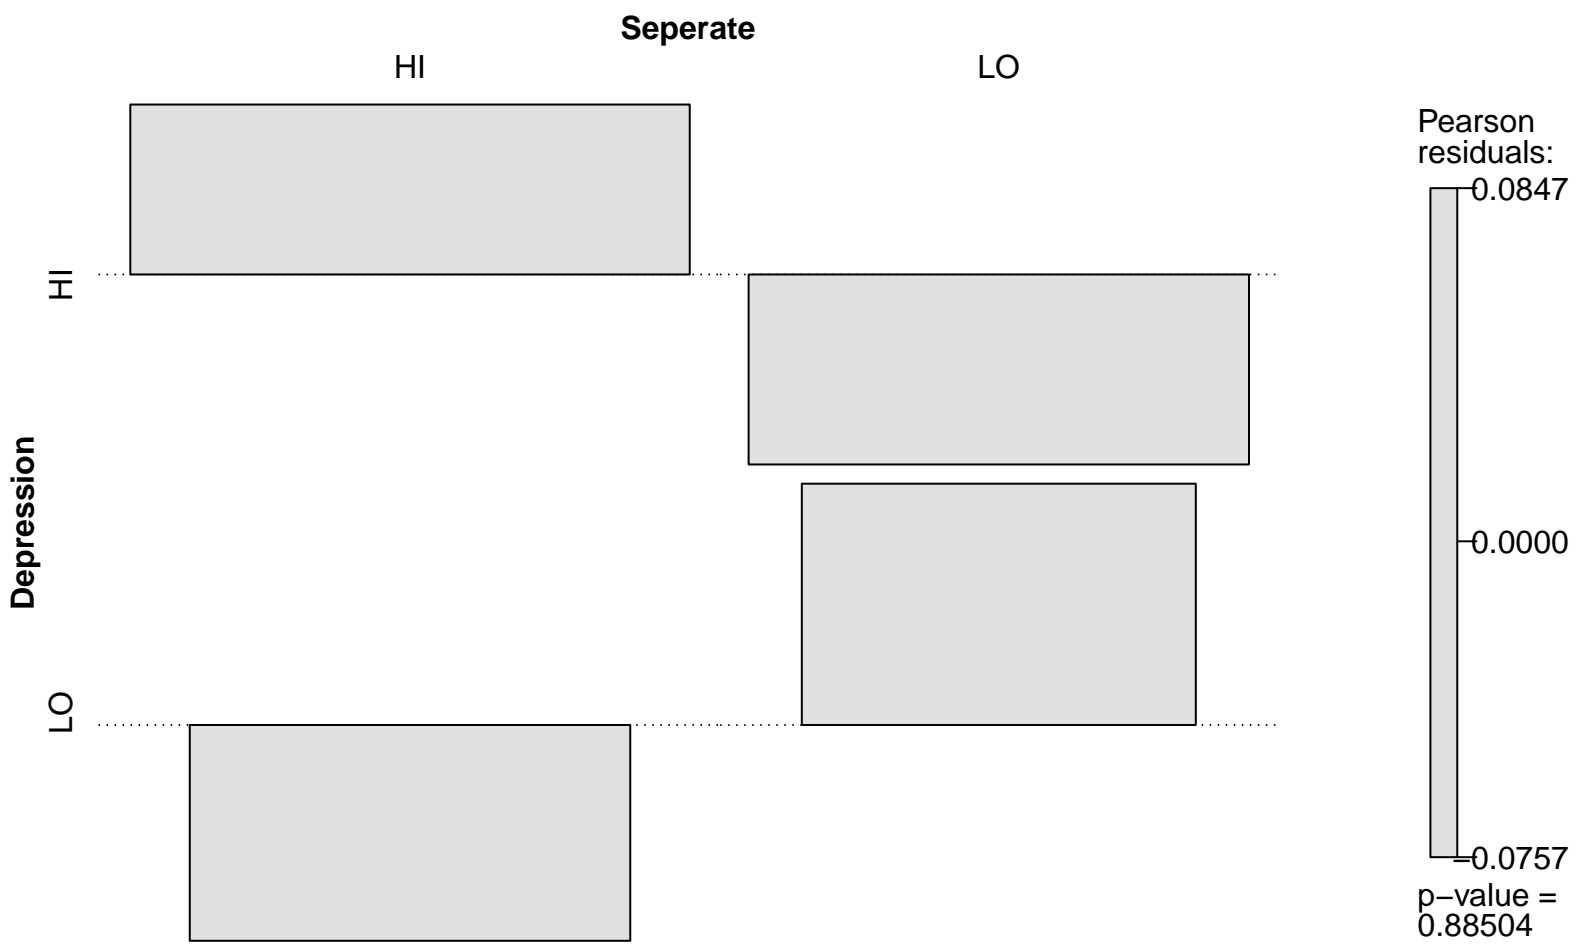 Seperate
HI
LO
HI
Depression
LO
Pearson
residuals:
0.0847
0.0000
−0.0757
p−value =
0.88504